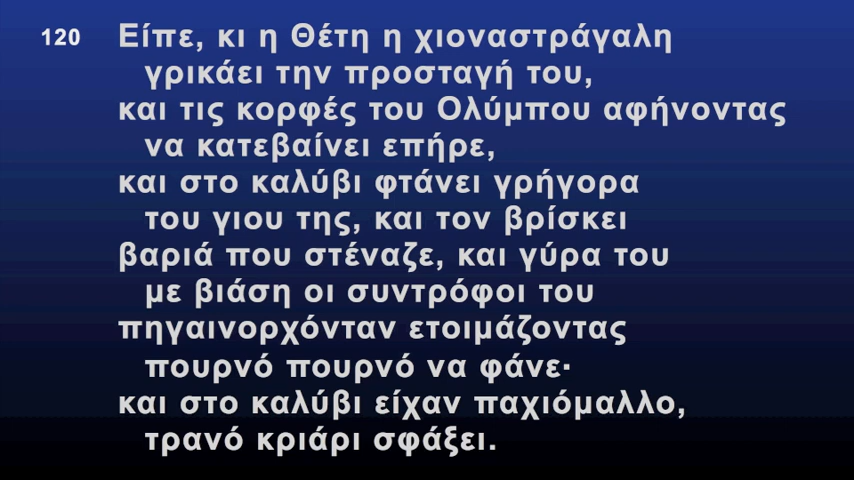 120 Είπε, κι η Θέτη η χιοναστράγαλη
γρικάει την προσταγή του,
και τις κορφές του Ολύμπου αφήνοντας
να κατεβαίνει επήρε,
και στο καλύβι φτάνει γρήγορα
του γιου της, και τον βρίσκει
βαριά που στέναζε, και γύρα του
με βιάση οι συντρόφοι του
πηγαινορχόνταν ετοιμάζοντας
πουρνό πουρνό να φάνε·
και στο καλύβι είχαν παχιόμαλλο,
τρανό κριάρι σφάξει.